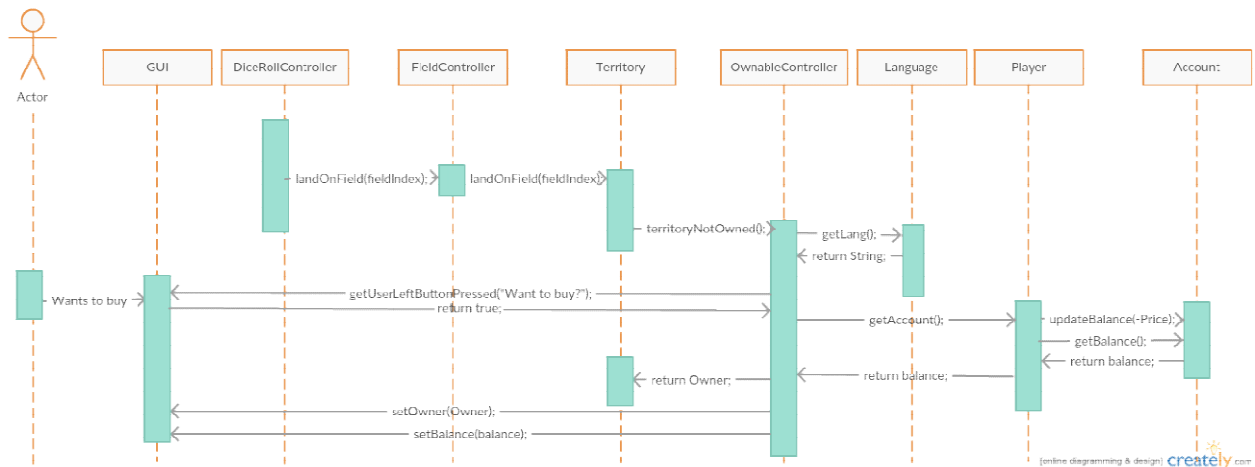 GUI
DiceRollController
FieldController
Territory
OwnableController
Language
Player
Account
Actor
landOnField(fieldIndex);
landOnField(fieldIndex);
territoryNotOwned();
getLang();
return String;
Wants to buy
getUserLeftButtonPressed("Want to buy?");
return true;
getAccount();
updateBalance(-Price);
getBalance();
return balance;
return balance;
return Owner;
setOwner(Owner);
setBalance(balance);
[online diagramming & design] creately.com